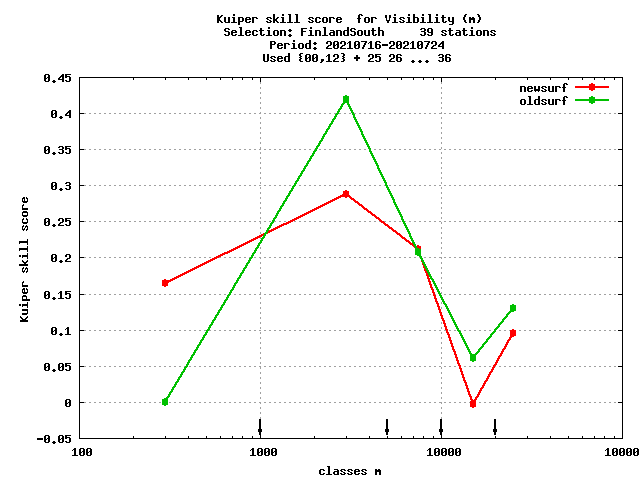 Kuiper skill score  for Visibility (m)
Selection: FinlandSouth     39 stations
Period: 20210716-20210724
Used {00,12} + 25 26 ... 36
newsurf
oldsurf
0.45
0.4
0.35
0.3
0.25
0.2
0.15
0.1
0.05
0
-0.05
Kuiper skill score
100
1000
10000
10000
classes m